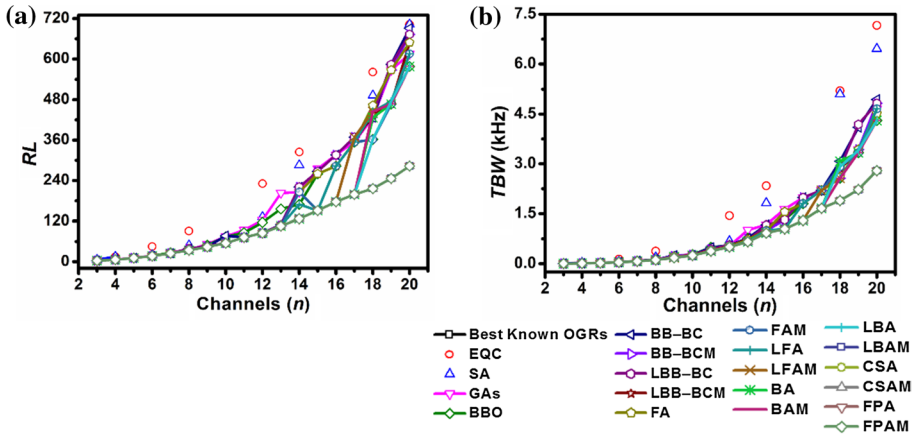 (a)
720
600
480
360
240
120
0
RL
2 4 6 8 10 12 14 16 18 20
Channels (n)
(b)
7.5
6.0
4.5
3.0
1.5
0.0
TBW (kHz)
2 4 6 8 10 12 14 16 18 20
Channels (n)
Best Known OGRs
EQC
SA
GAs
BBO
BB–BC
BB–BCM
LBB–BC
LBB–BCM
FA
FAM
LFA
LFAM
BA
BAM
LBA
LBAM
CSA
CSAM
FPA
FPAM